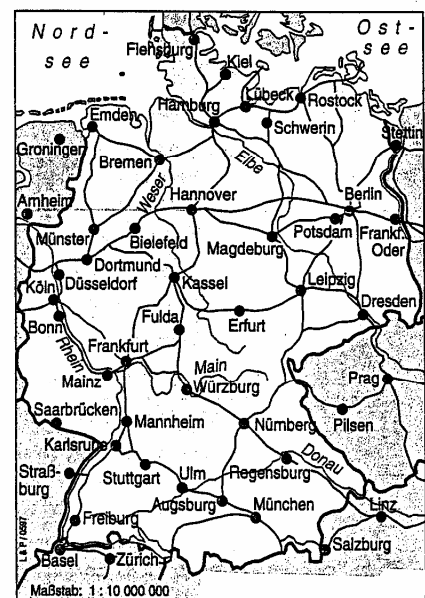 Nord-
see
Ost-
see
Flensburg
Kiel
Lübeck
Rostock
Hamburg
Schwerin
Emden
Stettin
Groningen
Bremen
Elbe
Weser
Arnheim
Hannover
Berlin
Münster
Bielefeld
Magdeburg
Potsdam
Frankf.
Oder
Dortmund
Düsseldorf
Köln
Kassel
Leipzig
Dresden
Bonn
Fulda
Erfurt
Rhein
Frankfurt
Main
Mainz
Würzburg
Prag
Pilsen
Saarbrücken
Mannheim
Nürnberg
Karlsruhe
Donau
Straß-
burg
Stuttgart
Ulm
Regensburg
Augsburg
München
Linz
Freiburg
Basel
Zürich
Salzburg
L & P / 0597
Maßstab: 1 : 10 000 000